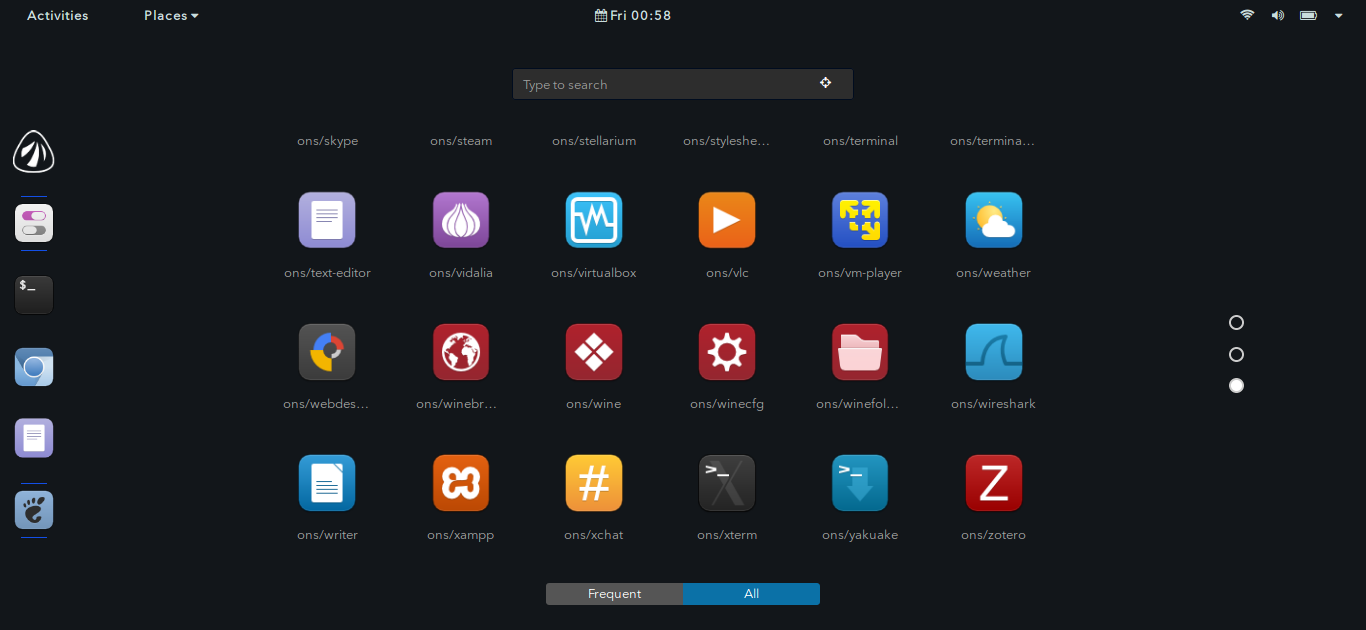 Activities Places Fri 00:58
Type to search
ons/skype ons/steam ons/stellarium ons/styleshe… ons/terminal ons/termina…
$_
ons/text-editor ons/vidalia ons/virtualbox ons/vlc ons/vm-player ons/weather
ons/webdes… ons/winebr… ons/wine ons/winecfg ons/winefol… ons/wireshark
# >_ X >_ Z
ons/writer ons/xampp ons/xchat ons/xterm ons/yakuake ons/zotero
Frequent All